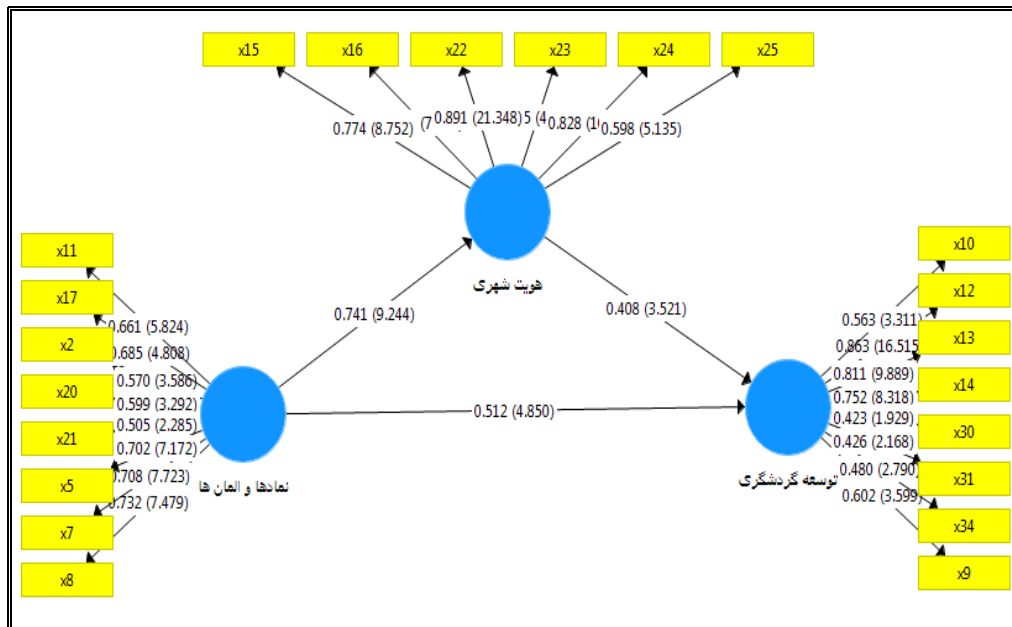 x15
x16
x22
x23
x24
x25
0.774 (8.752)
(7
0.891 (21.348)
5 (4
0.828 (1
0.598 (5.135)
هویت شهری
0.741 (9.244)
0.408 (3.521)
0.512 (4.850)
x11
x17
x2
x20
x21
x5
x7
x8
0.661 (5.824)
0.685 (4.808)
0.570 (3.586)
0.599 (3.292)
0.505 (2.285)
0.702 (7.172)
0.708 (7.723)
0.732 (7.479)
نمادها و المان ها
x10
x12
x13
x14
x30
x31
x34
x9
0.563 (3.311)
0.863 (16.515)
0.811 (9.889)
0.752 (8.318)
0.423 (1.929)
0.426 (2.168)
0.480 (2.790)
0.602 (3.599)
توسعه گردشگری